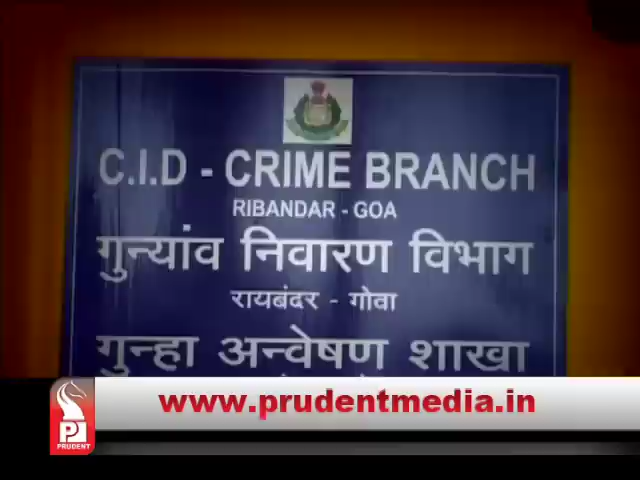 C.I.D - CRIME BRANCH
RIBANDAR - GOA
गुन्यांव निवारण विभाग
रायबंदर - गोवा
गुन्हा अन्वेषण शाखा
www.prudentmedia.in
PRUDENT